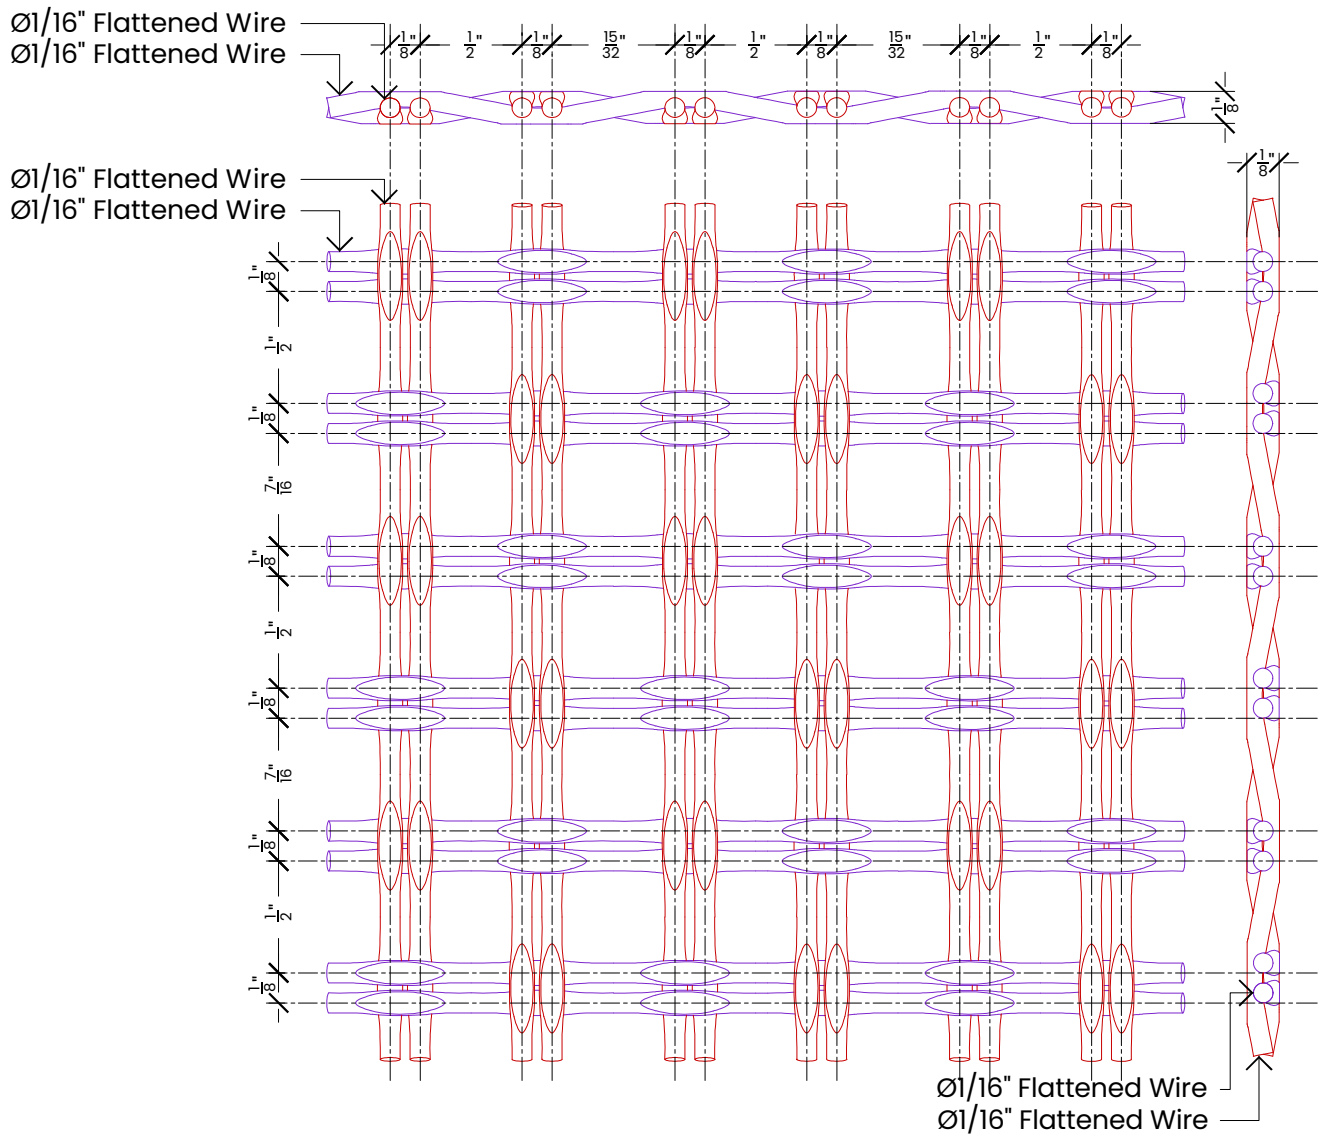 Ø1/16" Flattened Wire
Ø1/16" Flattened Wire
1/8" 1/2" 1/8" 15/32" 1/8" 1/2" 1/8" 15/32" 1/8" 1/2" 1/8"
1/8"
1/8"
Ø1/16" Flattened Wire
Ø1/16" Flattened Wire
1/8"
1/2"
1/8"
7/16"
1/8"
1/2"
1/8"
7/16"
1/8"
1/2"
1/8"
Ø1/16" Flattened Wire
Ø1/16" Flattened Wire